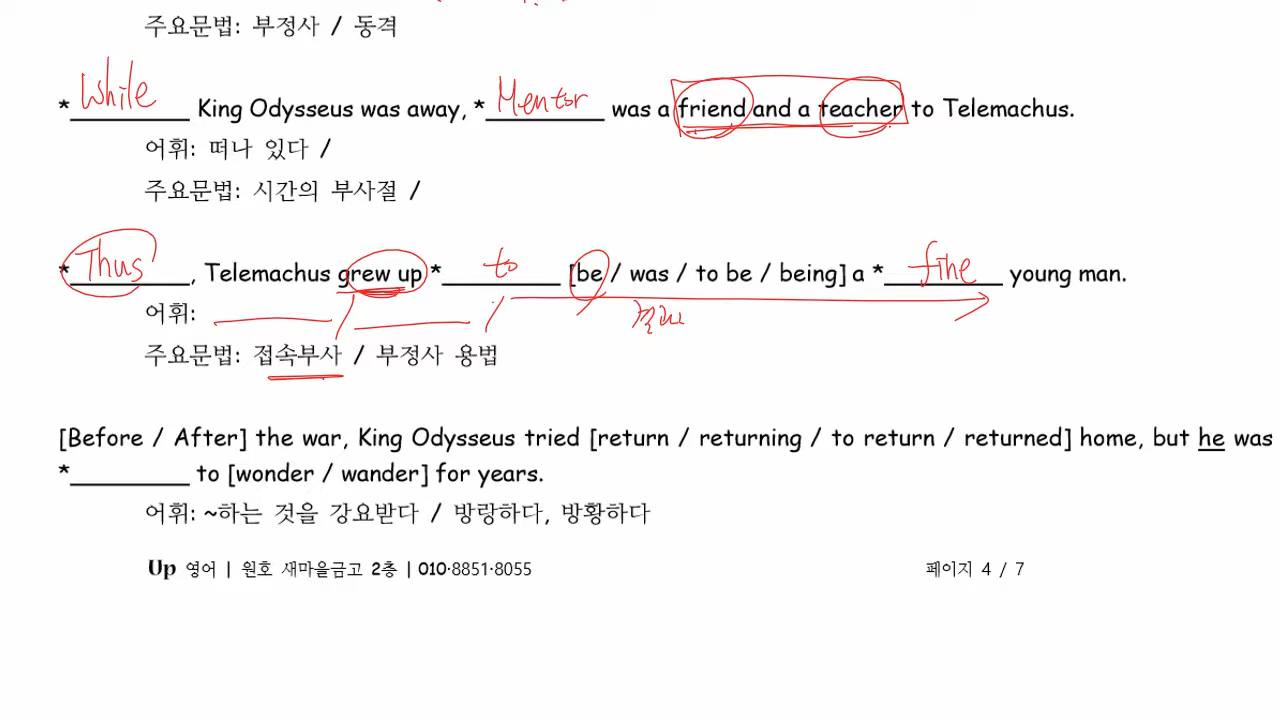 주요문법: 부정사 / 동격
*While King Odysseus was away, *Mentor was a friend and a teacher to Telemachus.
어휘: 떠나 있다 /
주요문법: 시간의 부사절 /
*Thus, Telemachus grew up *to [be / was / to be / being] a *fine young man.
어휘: ________ / ________ / 결과
주요문법: 접속부사 / 부정사 용법
[Before / After] the war, King Odysseus tried [return / returning / to return / returned] home, but he was
*__________ to [wonder / wander] for years.
어휘: ~하는 것을 강요받다 / 방랑하다, 방황하다
Up 영어 | 원호 새마을금고 2층 | 010·8851·8055 페이지 4 / 7